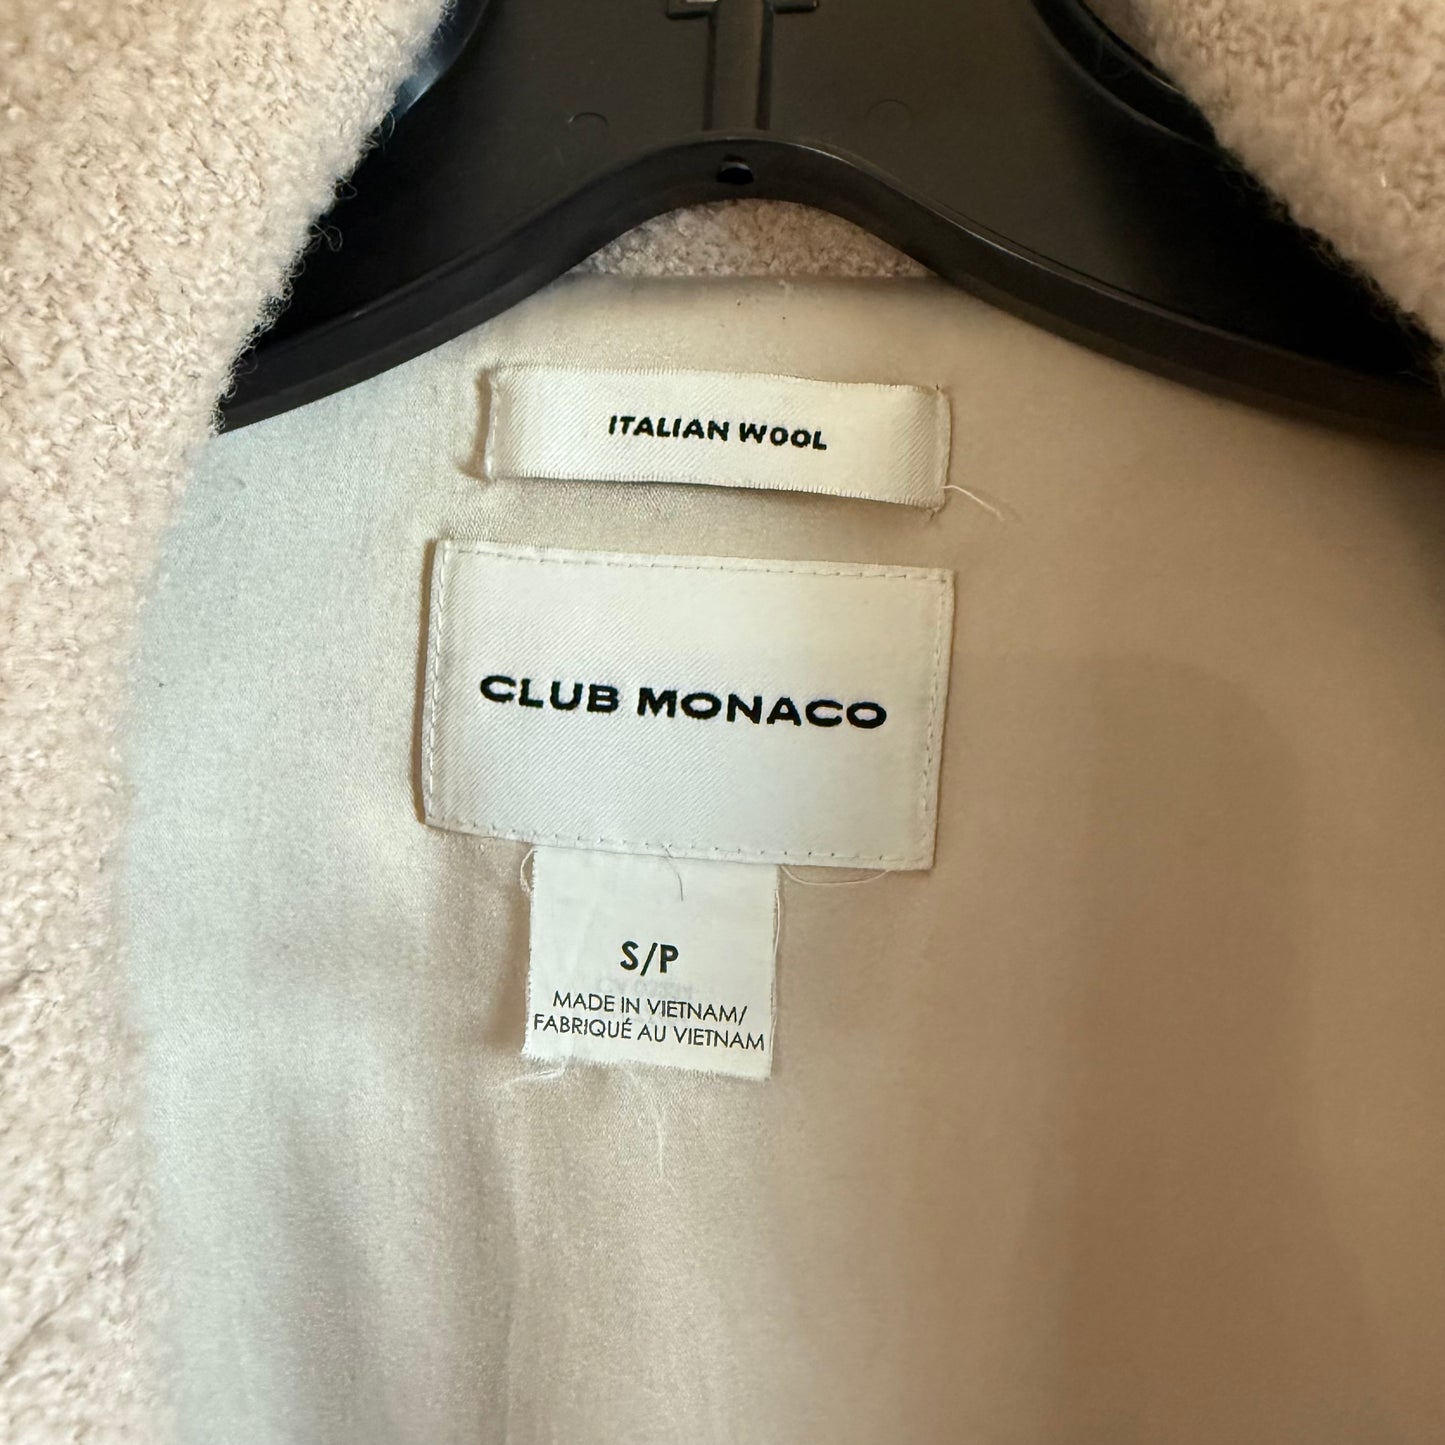 ITALIAN WOOL
CLUB MONACO
S/P
MADE IN VIETNAM/
FABRIQUÉ AU VIETNAM